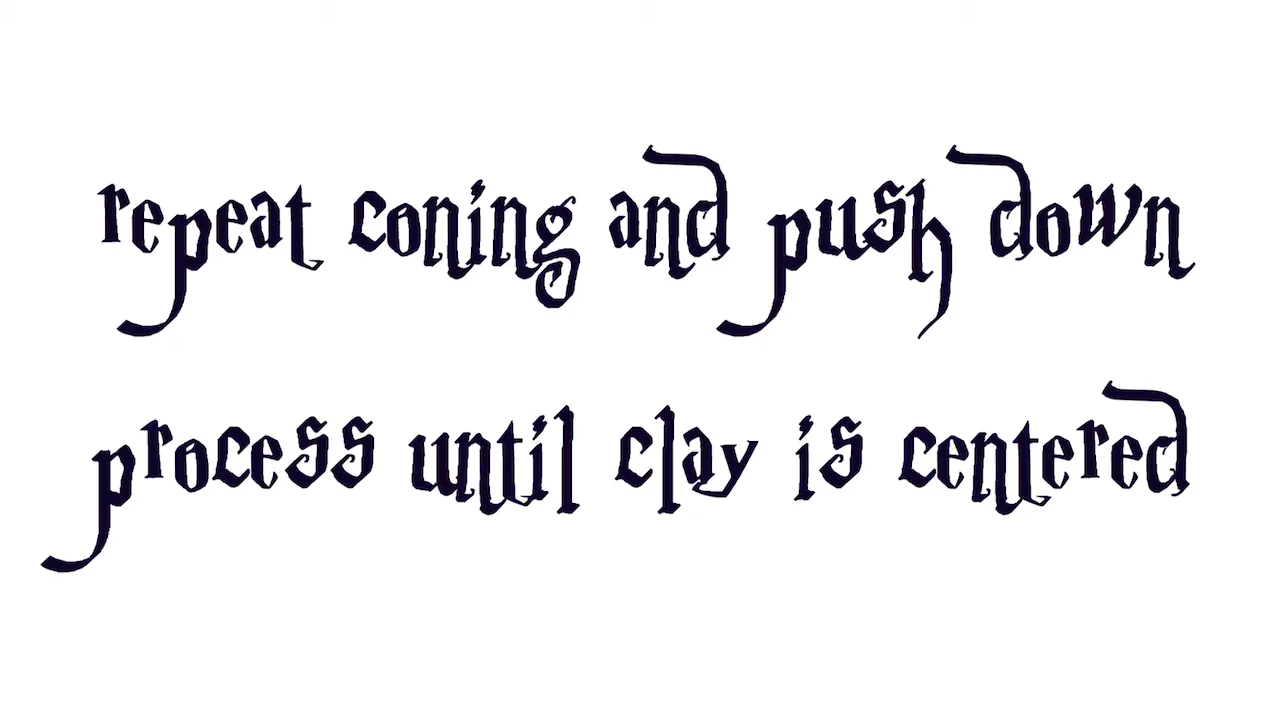 repeat coning and push down
process until clay is centered